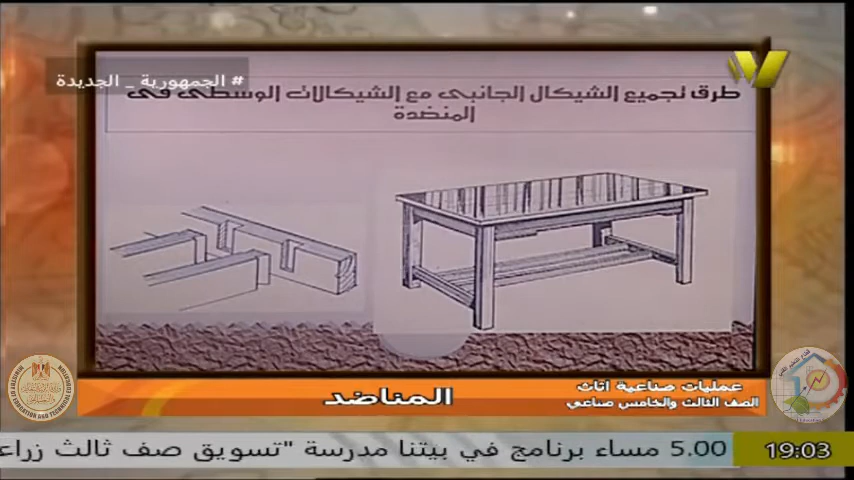 # الجمهورية _ الجديدة
طرق تجميع الشيكال الجانبى مع الشيكالات الوسطى فى
المنضدة
عمليات صناعية اثاث
الصف الثالث والخامس صناعي
المناضد
5.00 مساء برنامج في بيتنا مدرسة "تسويق صف ثالث زراع
19:03